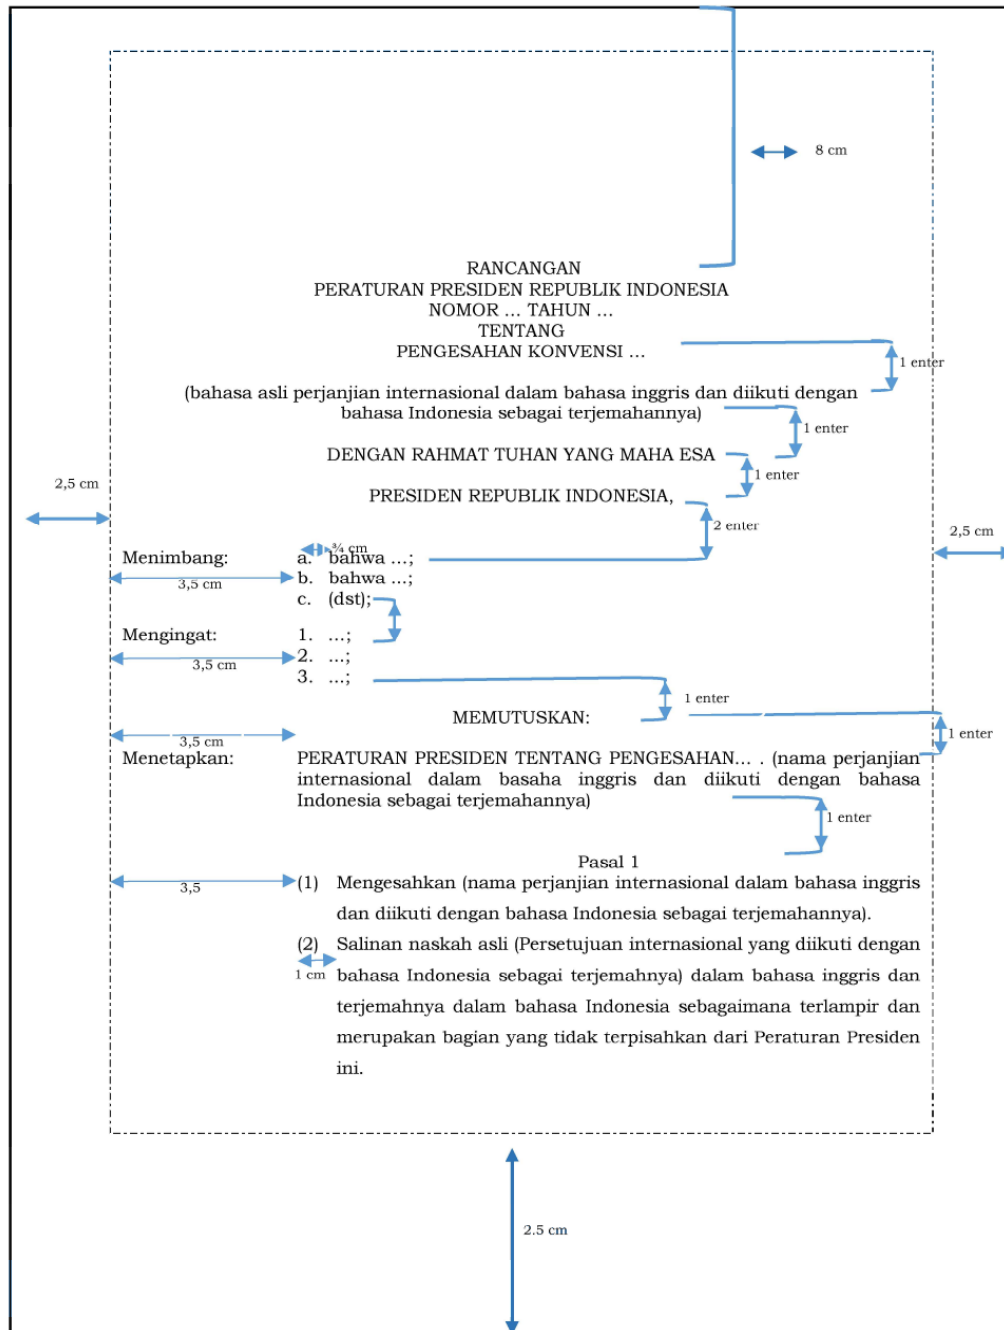 8 cm
RANCANGAN
PERATURAN PRESIDEN REPUBLIK INDONESIA
NOMOR ... TAHUN ...
TENTANG
PENGESAHAN KONVENSI ...
1 enter
(bahasa asli perjanjian internasional dalam bahasa inggris dan diikuti dengan
bahasa Indonesia sebagai terjemahannya)
1 enter
DENGAN RAHMAT TUHAN YANG MAHA ESA
1 enter
2,5 cm
PRESIDEN REPUBLIK INDONESIA,
2 enter
2,5 cm
¾ cm
Menimbang: a. bahwa ...;
3,5 cm b. bahwa ...;
c. (dst);
Mengingat: 1. ...;
3,5 cm 2. ...;
3. ...;
1 enter
MEMUTUSKAN:
1 enter
3,5 cm
Menetapkan: PERATURAN PRESIDEN TENTANG PENGESAHAN... . (nama perjanjian
internasional dalam basaha inggris dan diikuti dengan bahasa
Indonesia sebagai terjemahannya)
1 enter
Pasal 1
3,5 (1) Mengesahkan (nama perjanjian internasional dalam bahasa inggris
dan diikuti dengan bahasa Indonesia sebagai terjemahannya).
(2) Salinan naskah asli (Persetujuan internasional yang diikuti dengan
1 cm bahasa Indonesia sebagai terjemahnya) dalam bahasa inggris dan
terjemahnya dalam bahasa Indonesia sebagaimana terlampir dan
merupakan bagian yang tidak terpisahkan dari Peraturan Presiden
ini.
2.5 cm